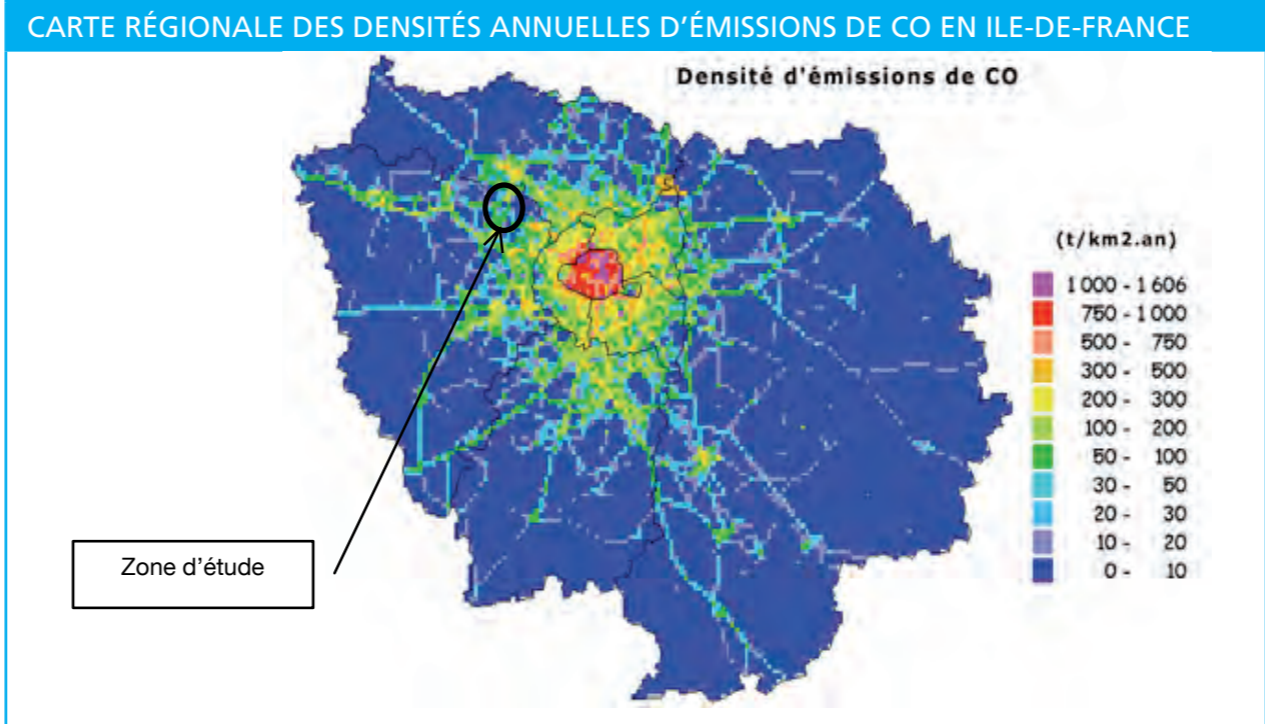 CARTE RÉGIONALE DES DENSITÉS ANNUELLES D'ÉMISSIONS DE CO EN ILE-DE-FRANCE
Densité d'émissions de CO
(t/km2.an)
1 000 - 1 606
750 - 1 000
500 - 750
300 - 500
200 - 300
100 - 200
50 - 100
30 - 50
20 - 30
10 - 20
0 - 10
Zone d'étude